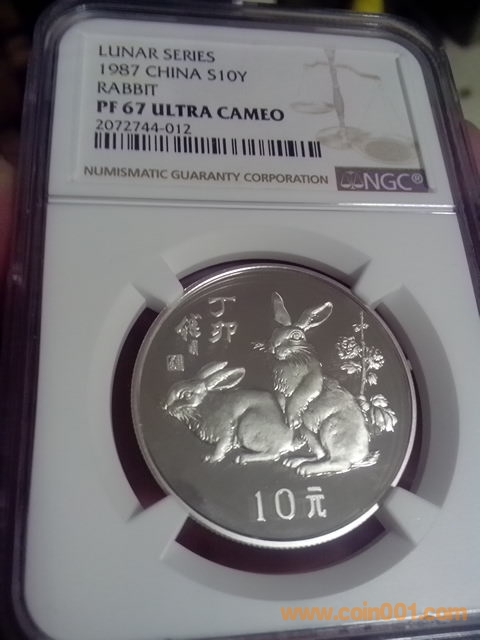 LUNAR SERIES
1987 CHINA S10Y
RABBIT
PF 67 ULTRA CAMEO
2072744-012
NUMISMATIC GUARANTY CORPORATION
NGC®
丁卯
10元
www.coin001.com